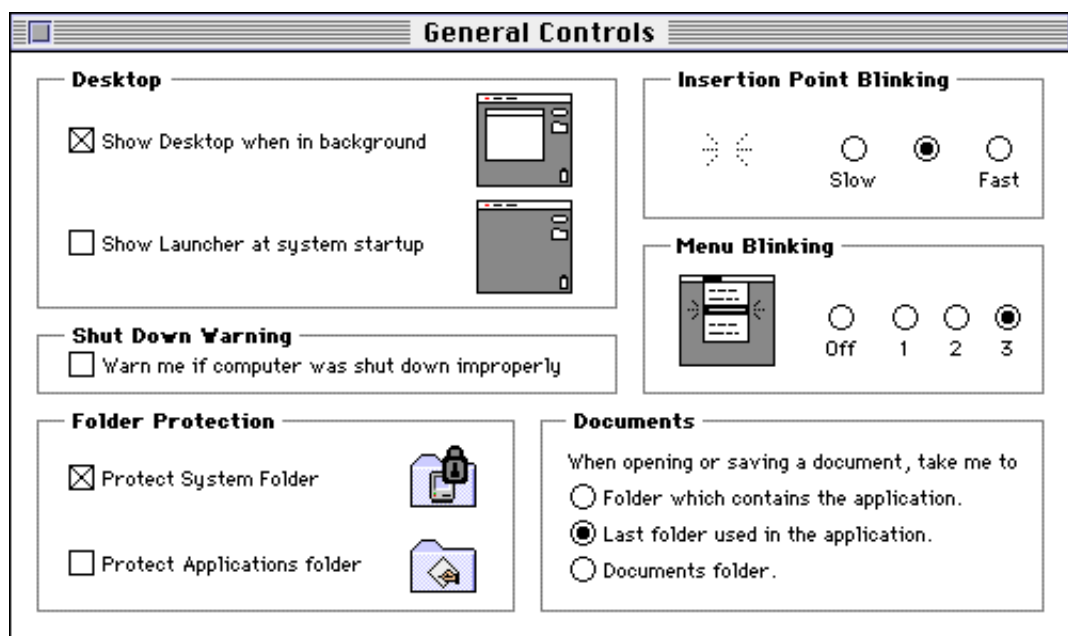 General Controls
Desktop
Show Desktop when in background
Show Launcher at system startup
Shut Down Warning
Warn me if computer was shut down improperly
Folder Protection
Protect System Folder
Protect Applications folder
Insertion Point Blinking
Slow Fast
Menu Blinking
Off 1 2 3
Documents
When opening or saving a document, take me to
Folder which contains the application.
Last folder used in the application.
Documents folder.